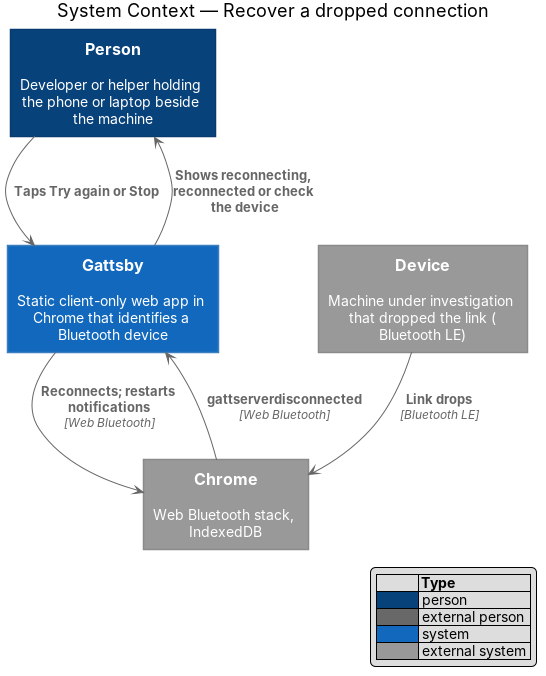 System Context — Recover a dropped connection
Person
Developer or helper holding
the phone or laptop beside
the machine
Taps Try again or Stop
Shows reconnecting,
reconnected or check
the device
Gattsby
Static client-only web app in
Chrome that identifies a
Bluetooth device
Device
Machine under investigation
that dropped the link (
Bluetooth LE)
Reconnects; restarts
notifications
[Web Bluetooth]
gattserverdisconnected
[Web Bluetooth]
Link drops
[Bluetooth LE]
Chrome
Web Bluetooth stack,
IndexedDB
Type
person
external person
system
external system